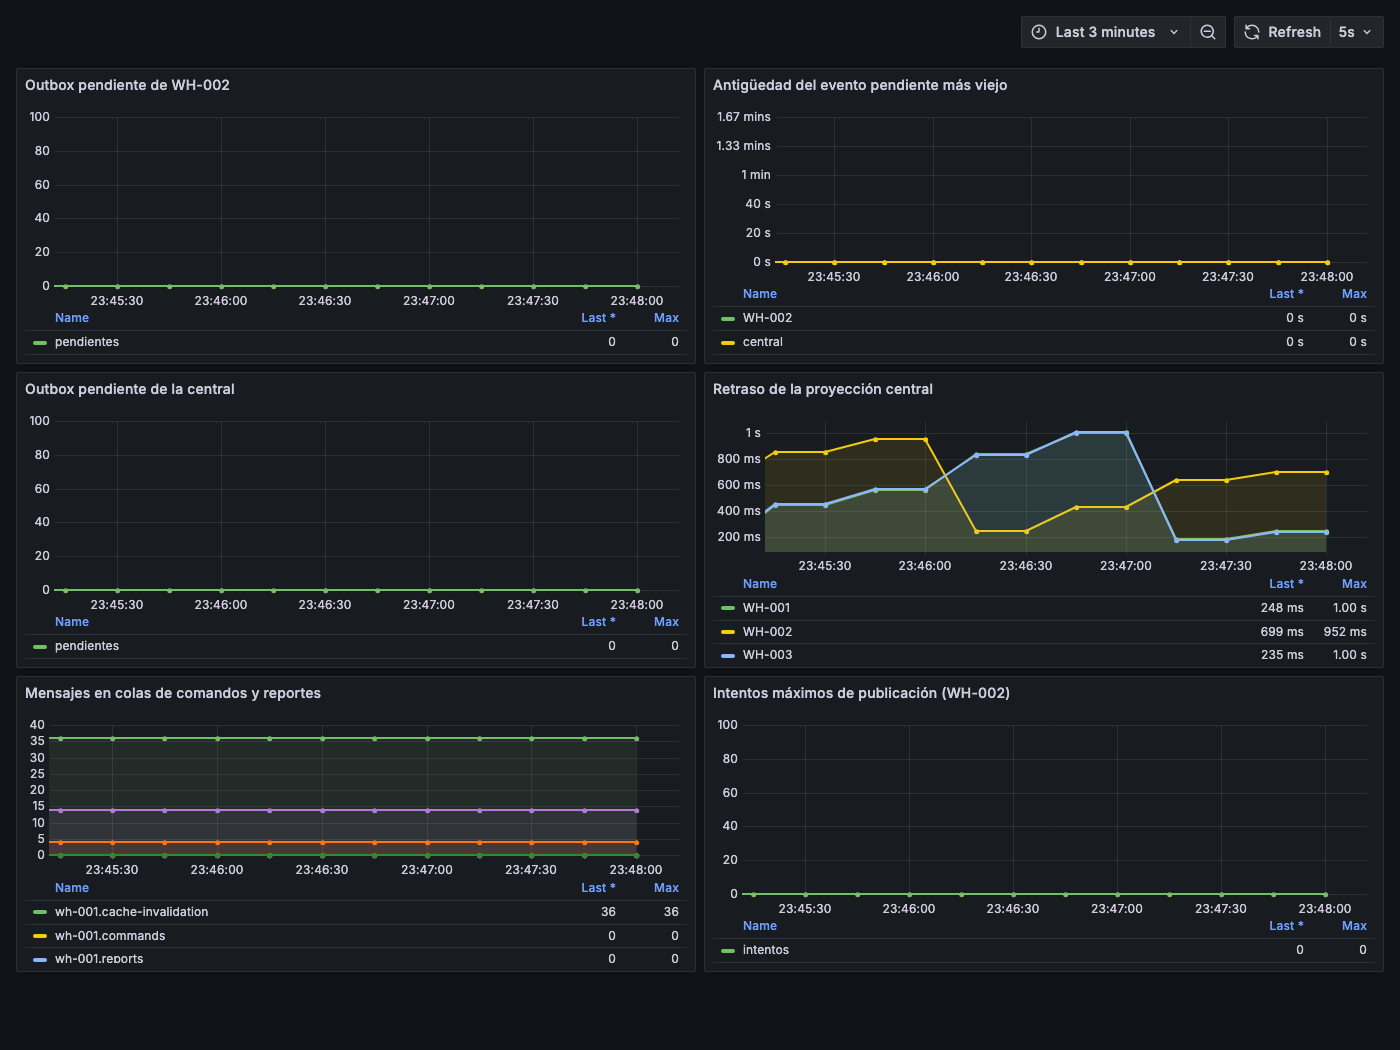 Last 3 minutes
Refresh
5s
Outbox pendiente de WH-002
100
80
60
40
20
0
23:45:30 23:46:00 23:46:30 23:47:00 23:47:30 23:48:00
Name Last * Max
pendientes 0 0
Antigüedad del evento pendiente más viejo
1.67 mins
1.33 mins
1 min
40 s
20 s
0 s
23:45:30 23:46:00 23:46:30 23:47:00 23:47:30 23:48:00
Name Last * Max
WH-002 0 s 0 s
central 0 s 0 s
Outbox pendiente de la central
100
80
60
40
20
0
23:45:30 23:46:00 23:46:30 23:47:00 23:47:30 23:48:00
Name Last * Max
pendientes 0 0
Retraso de la proyección central
1 s
800 ms
600 ms
400 ms
200 ms
23:45:30 23:46:00 23:46:30 23:47:00 23:47:30 23:48:00
Name Last * Max
WH-001 248 ms 1.00 s
WH-002 699 ms 952 ms
WH-003 235 ms 1.00 s
Mensajes en colas de comandos y reportes
40
35
30
25
20
15
10
5
0
23:45:30 23:46:00 23:46:30 23:47:00 23:47:30 23:48:00
Name Last * Max
wh-001.cache-invalidation 36 36
wh-001.commands 0 0
wh-001.reports 0 0
Intentos máximos de publicación (WH-002)
100
80
60
40
20
0
23:45:30 23:46:00 23:46:30 23:47:00 23:47:30 23:48:00
Name Last * Max
intentos 0 0